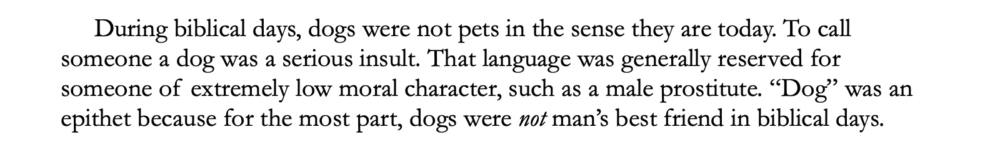 During biblical days, dogs were not pets in the sense they are today. To call
someone a dog was a serious insult. That language was generally reserved for
someone of extremely low moral character, such as a male prostitute. “Dog” was an
epithet because for the most part, dogs were not man’s best friend in biblical days.